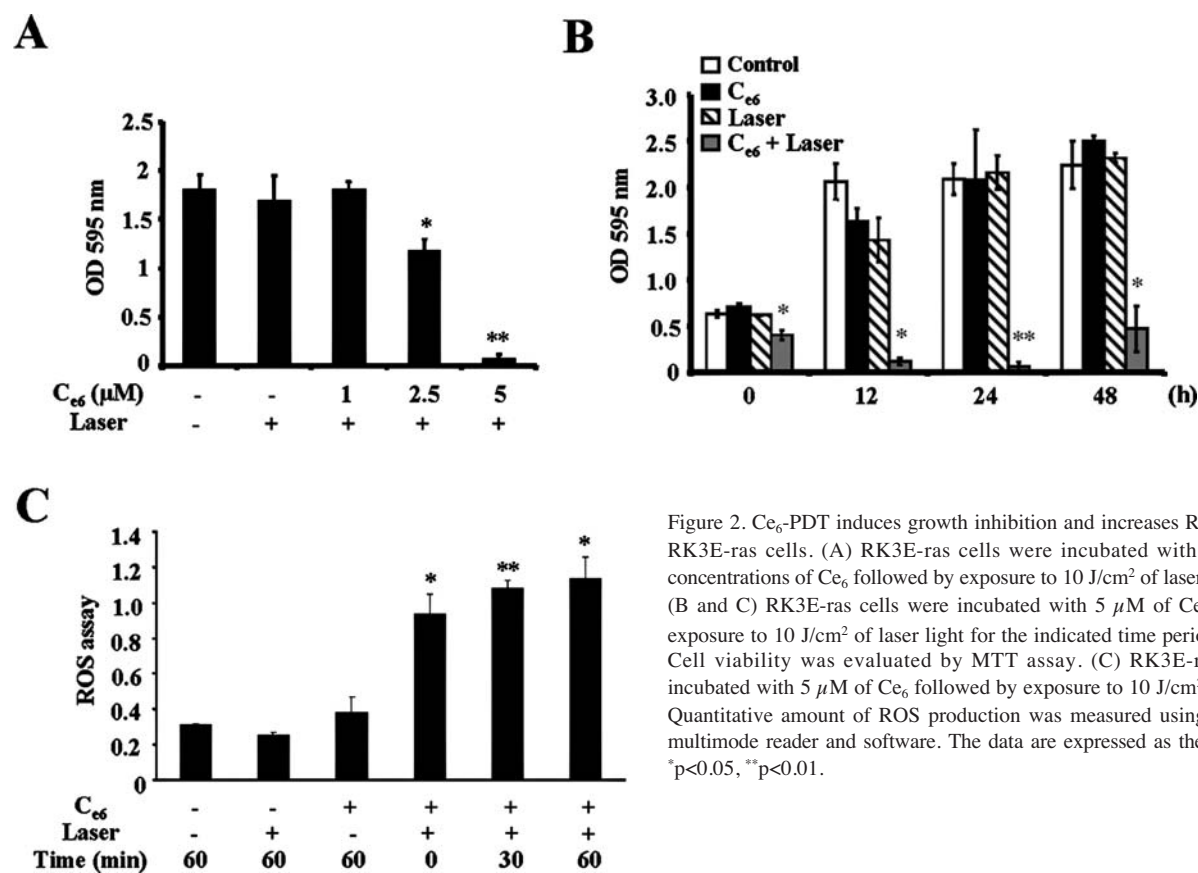 A
2.5
2
1.5
1
0.5
0
OD 595 nm
*
**
Ce6 (µM) - - 1 2.5 5
Laser - + + + +
B
Control
Ce6
Laser
Ce6 + Laser
3.0
2.5
2.0
1.5
1.0
0.5
0
OD 595 nm
*
*
**
*
0 12 24 48 (h)
C
1.4
1.2
1.0
0.8
0.6
0.4
0.2
0
ROS assay
*
**
*
Ce6 - - + + + +
Laser - + - + + +
Time (min) 60 60 60 0 30 60
Figure 2. Ce6-PDT induces growth inhibition and increases R
RK3E-ras cells. (A) RK3E-ras cells were incubated with
concentrations of Ce6 followed by exposure to 10 J/cm² of laser
(B and C) RK3E-ras cells were incubated with 5 µM of Ce
exposure to 10 J/cm² of laser light for the indicated time perio
Cell viability was evaluated by MTT assay. (C) RK3E-r
incubated with 5 µM of Ce6 followed by exposure to 10 J/cm
Quantitative amount of ROS production was measured using
multimode reader and software. The data are expressed as the
*p<0.05, **p<0.01.